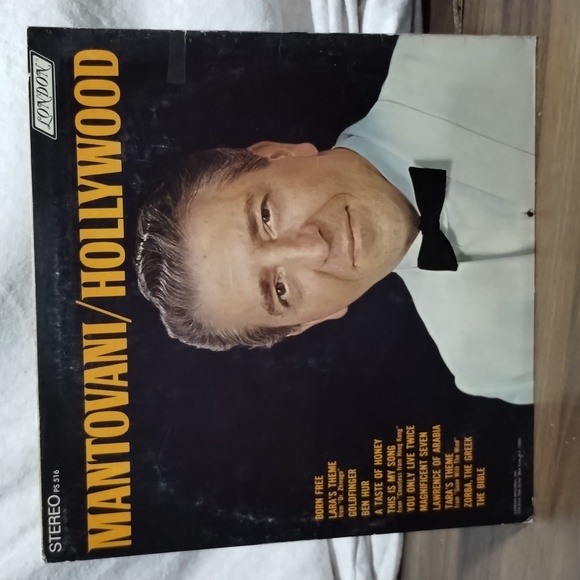 STEREO PS 516
LONDON
MANTOVANI/HOLLYWOOD
BORN FREE
LARA'S THEME
from "Dr. Zhivago"
GOLDFINGER
BEN HUR
A TASTE OF HONEY
THIS IS MY SONG
from "Countess from Hong Kong"
YOU ONLY LIVE TWICE
MAGNIFICENT SEVEN
LAWRENCE OF ARABIA
TARA'S THEME
from "Gone With the Wind"
ZORBA, THE GREEK
THE BIBLE